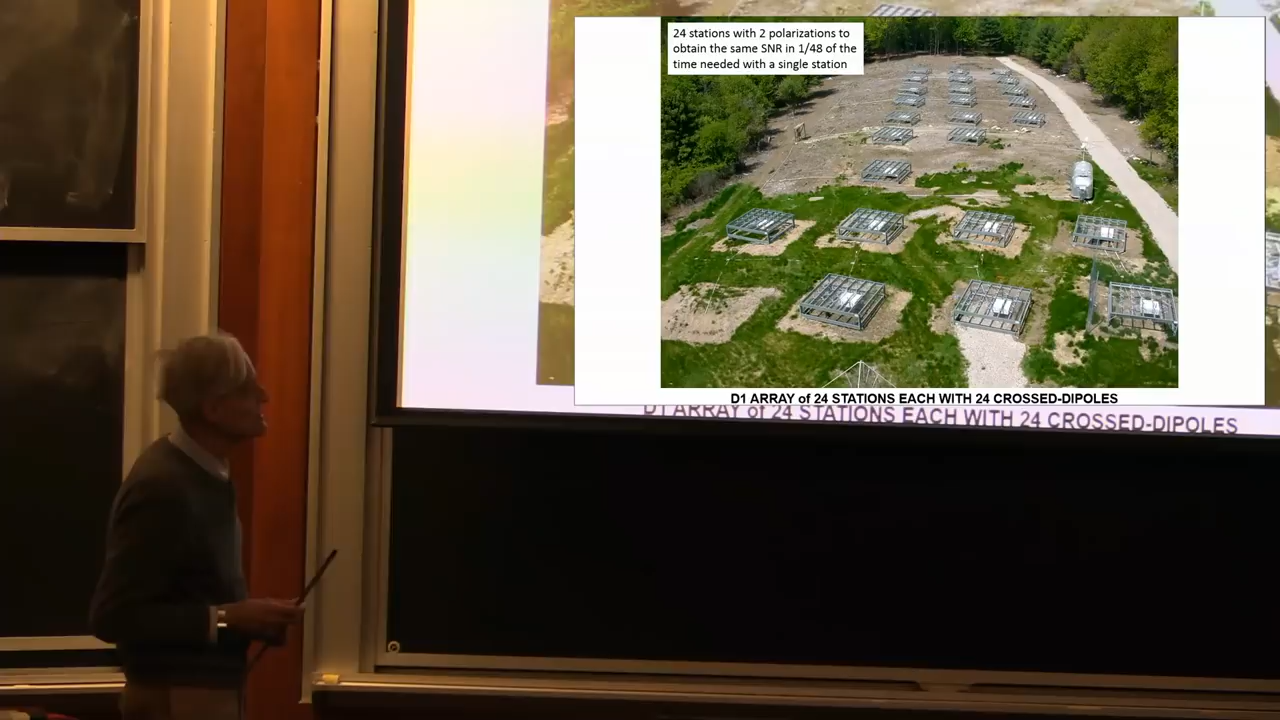 24 stations with 2 polarizations to
obtain the same SNR in 1/48 of the
time needed with a single station
D1 ARRAY of 24 STATIONS EACH WITH 24 CROSSED-DIPOLES
D1 ARRAY of 24 STATIONS EACH WITH 24 CROSSED-DIPOLES